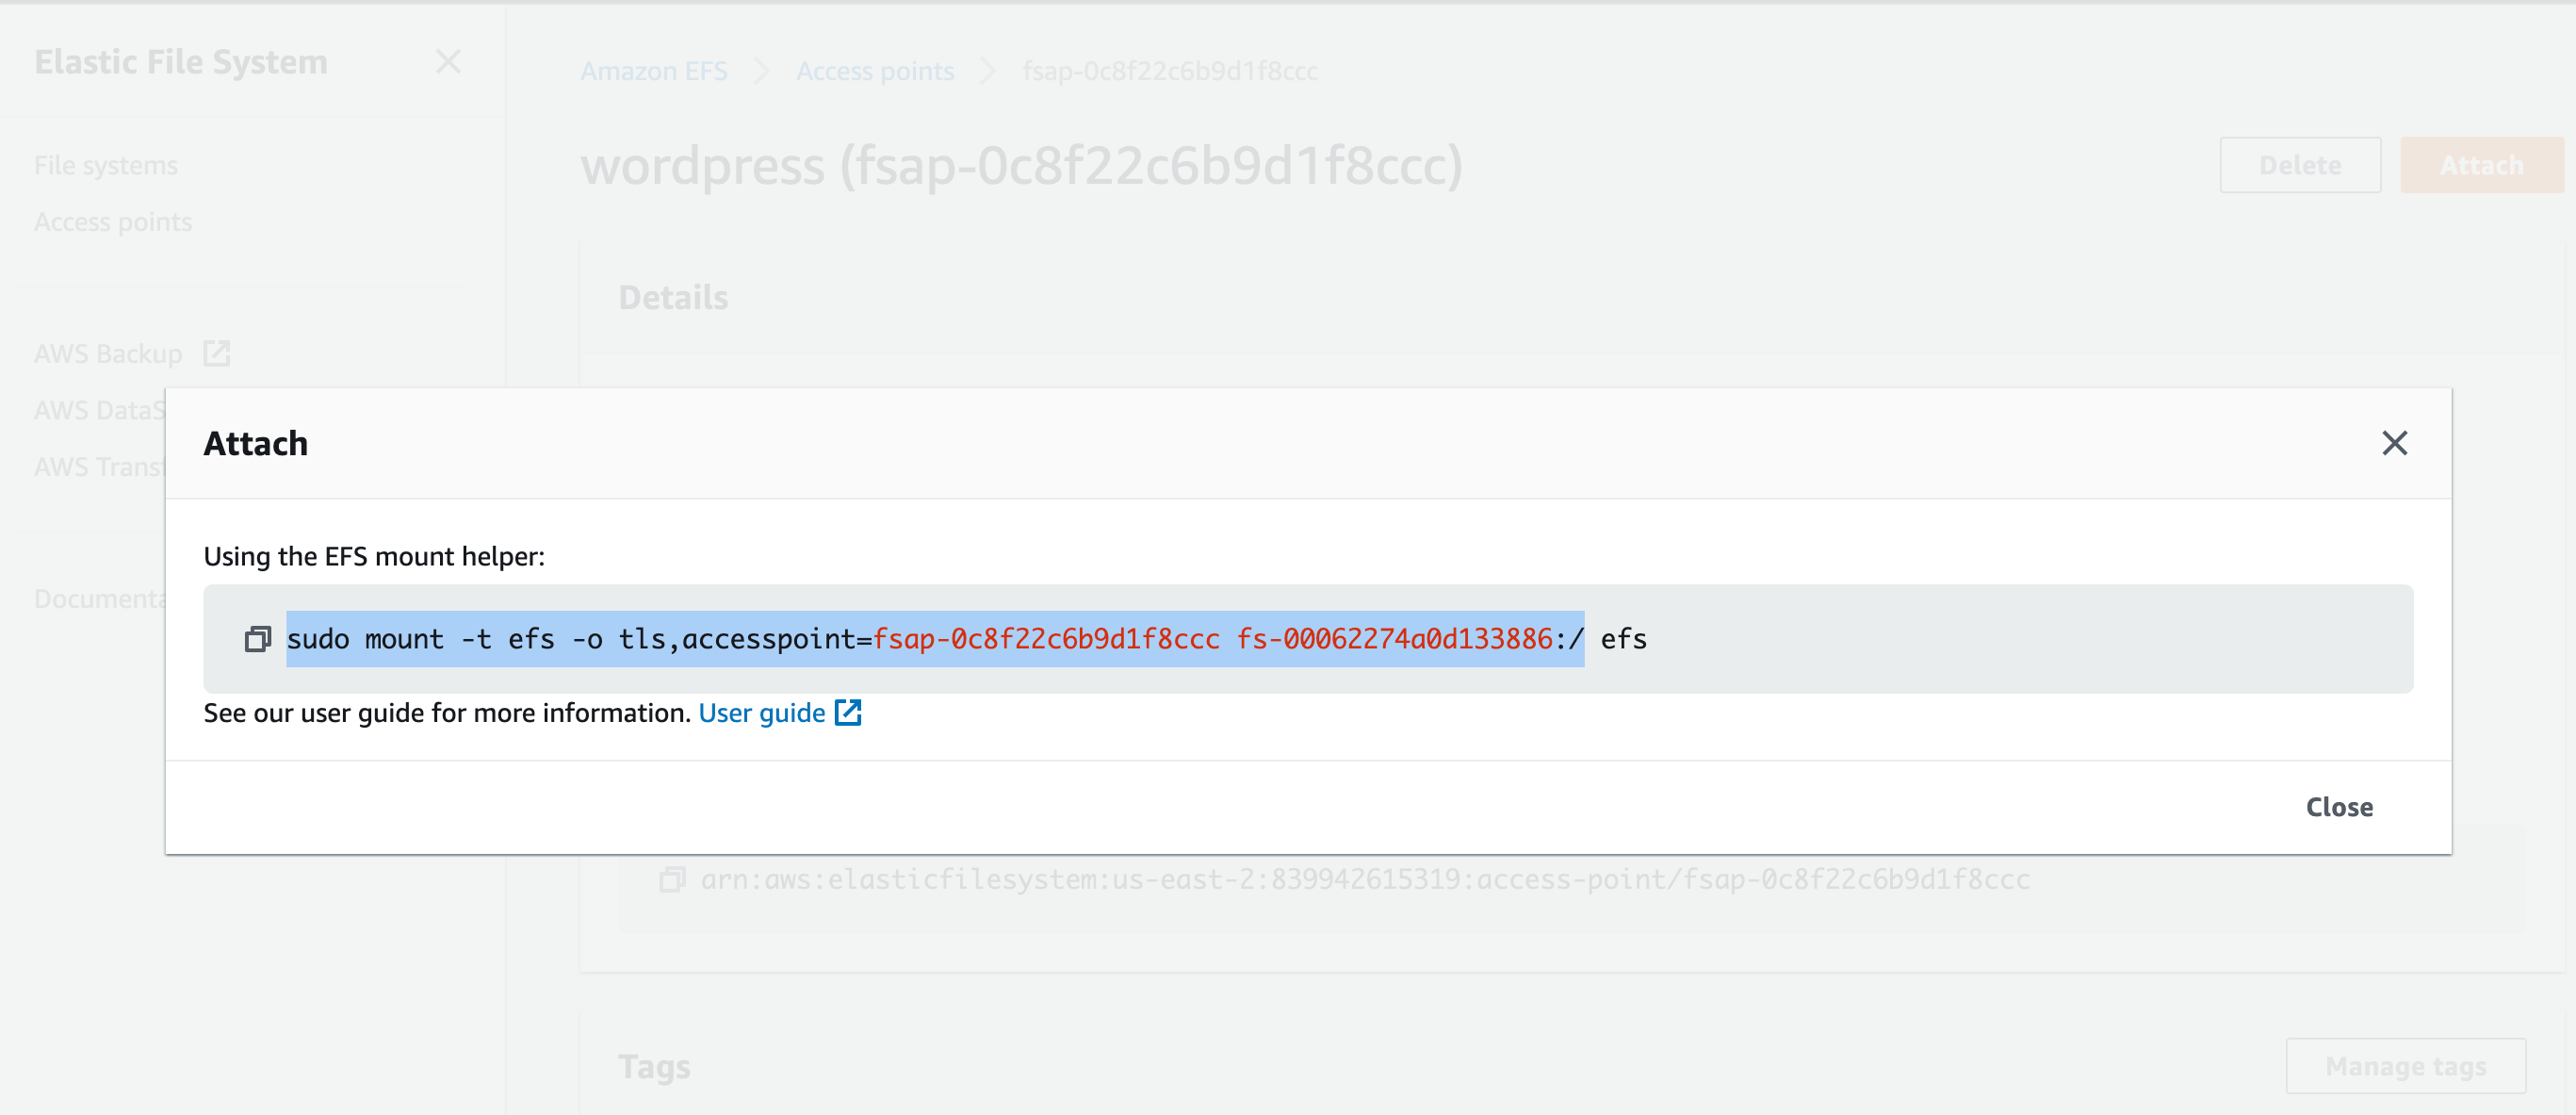 Elastic File System
Amazon EFS
Access points
fsap-0c8f22c6b9d1f8ccc
File systems
Access points
wordpress (fsap-0c8f22c6b9d1f8ccc)
Delete
Attach
Details
AWS Backup
AWS DataS
AWS Transf
Documenta
Attach
Using the EFS mount helper:
sudo mount -t efs -o tls,accesspoint=fsap-0c8f22c6b9d1f8ccc fs-00062274a0d133886:/ efs
See our user guide for more information. User guide
Close
arn:aws:elasticfilesystem:us-east-2:839942615319:access-point/fsap-0c8f22c6b9d1f8ccc
Tags
Manage tags